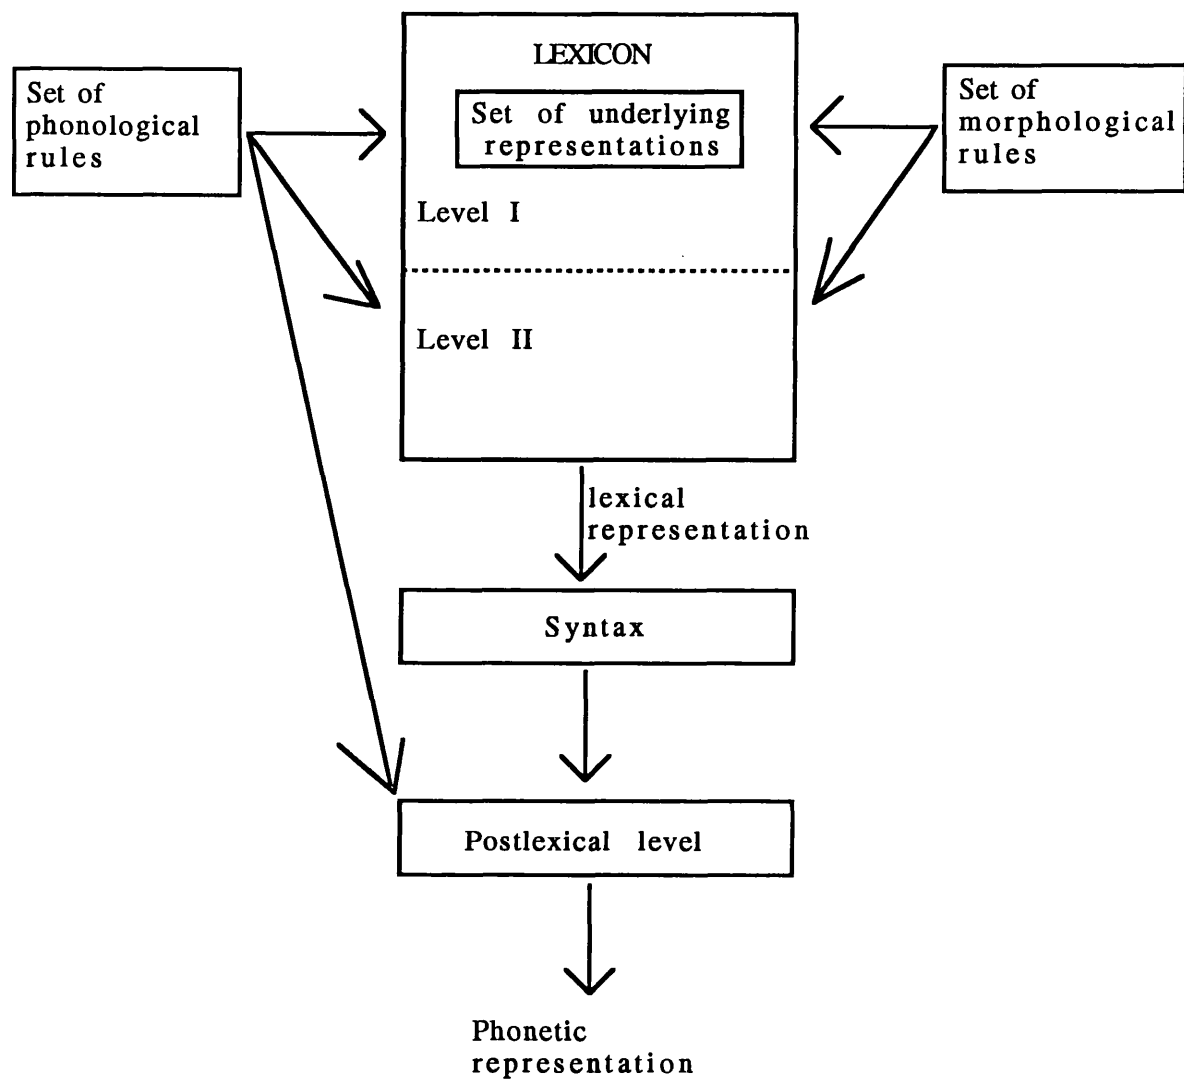 LEXICON
Set of
phonological
rules
Set of underlying
representations
Set of
morphological
rules
Level I
Level II
lexical
representation
Syntax
Postlexical level
Phonetic
representation